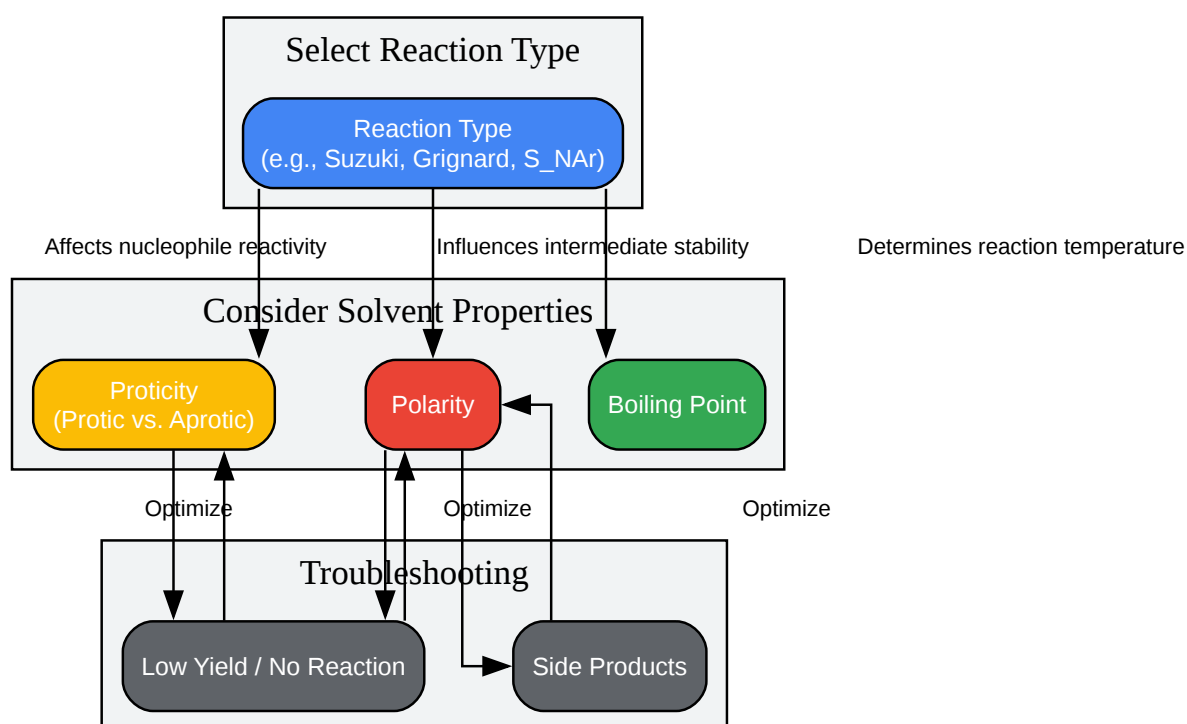 Select Reaction Type
Reaction Type
(e.g., Suzuki, Grignard, S_NAr)
Affects nucleophile reactivity
Influences intermediate stability
Determines reaction temperature
Consider Solvent Properties
Proticity
(Protic vs. Aprotic)
Polarity
Boiling Point
Optimize
Optimize
Optimize
Troubleshooting
Low Yield / No Reaction
Side Products